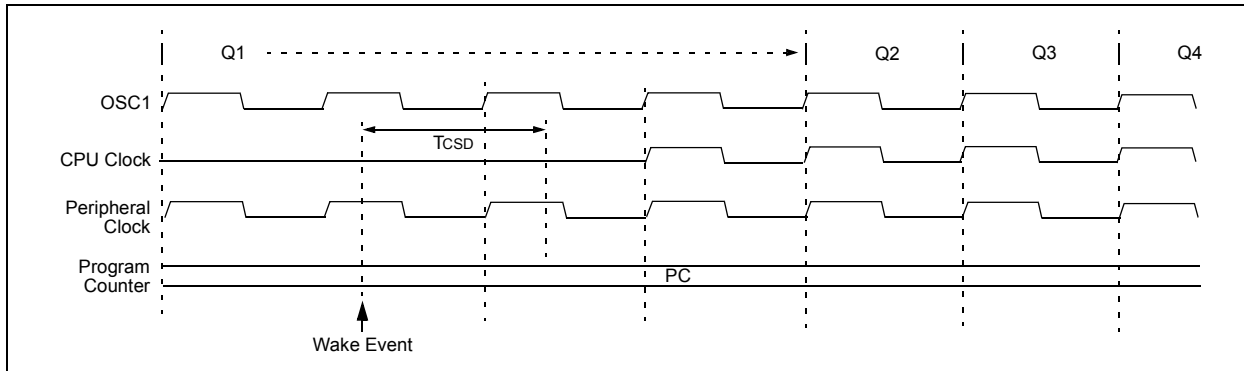 Q1 Q2 Q3 Q4
OSC1
TCSD
CPU Clock
Peripheral
Clock
Program
Counter
PC
Wake Event